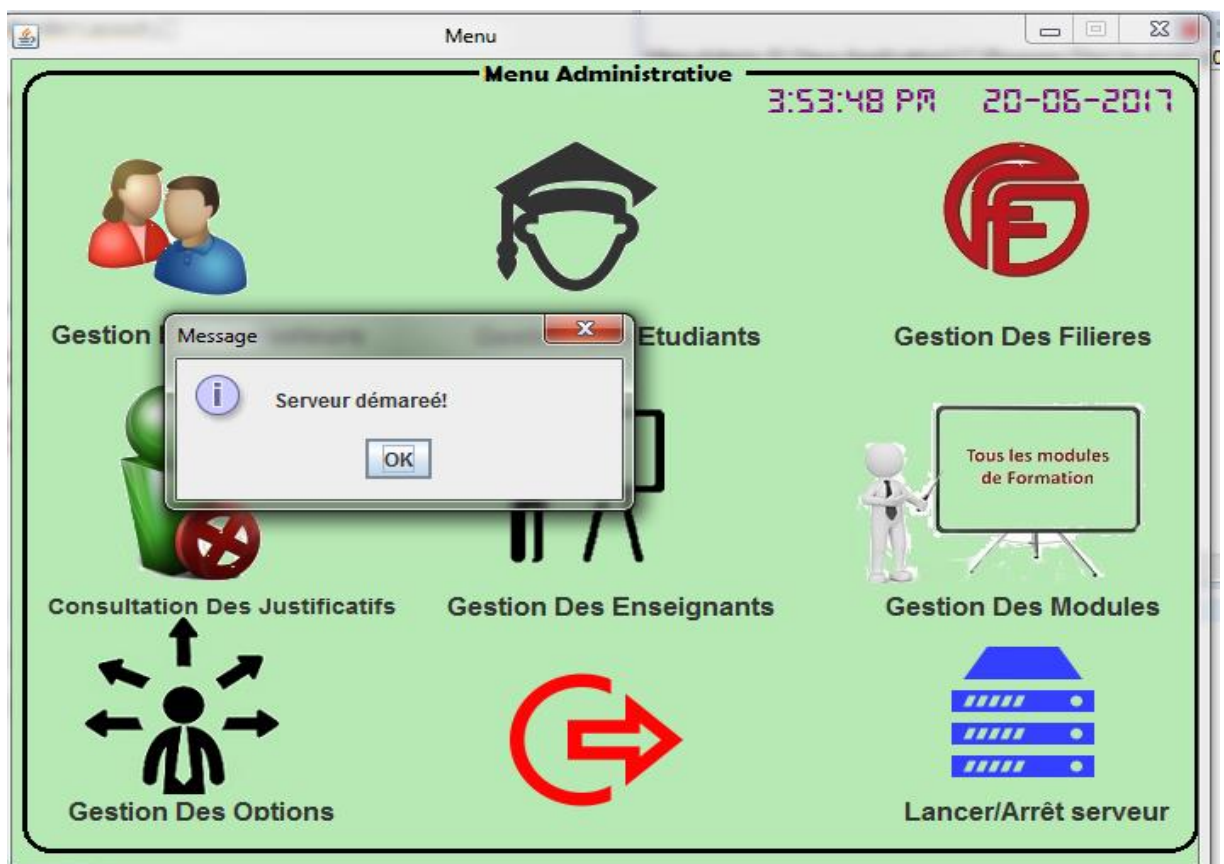 Menu
Menu Administrative
3:53:48 PM 20-06-2017
Gestion
Etudiants
Gestion Des Filieres
Message
Serveur démareé!
OK
Tous les modules
de Formation
Consultation Des Justificatifs
Gestion Des Enseignants
Gestion Des Modules
Gestion Des Options
Lancer/Arrêt serveur